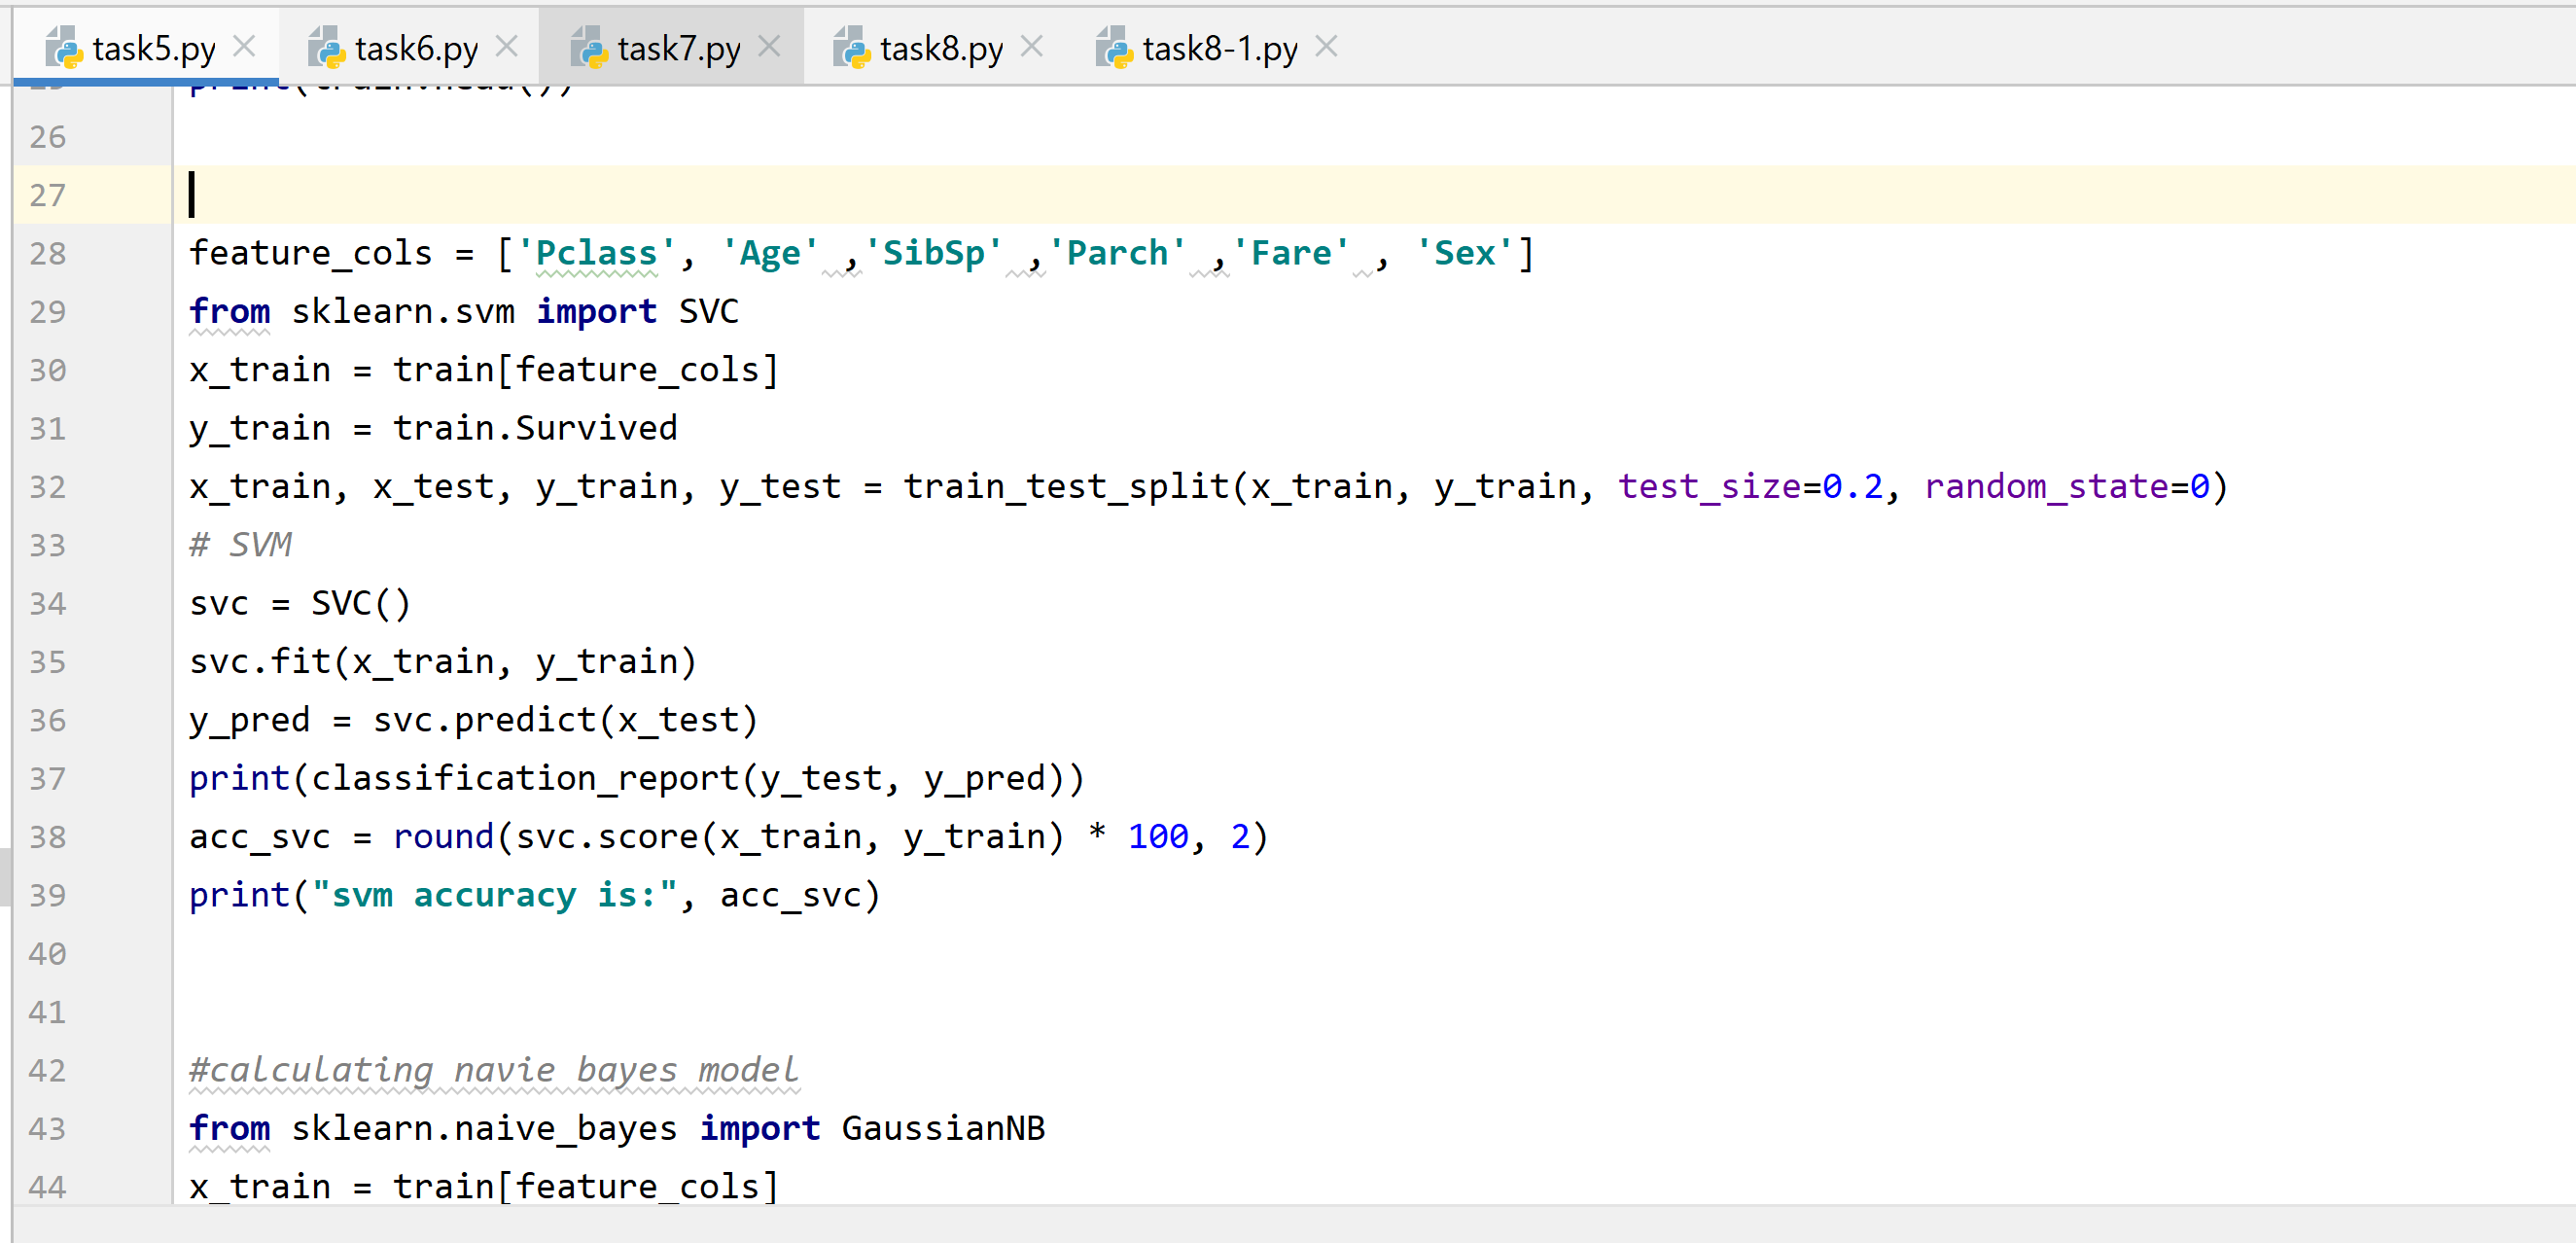 task5.py task6.py task7.py task8.py task8-1.py
26
27
28 feature_cols = ['Pclass', 'Age' ,'SibSp' ,'Parch' ,'Fare' , 'Sex']
29 from sklearn.svm import SVC
30 x_train = train[feature_cols]
31 y_train = train.Survived
32 x_train, x_test, y_train, y_test = train_test_split(x_train, y_train, test_size=0.2, random_state=0)
33 # SVM
34 svc = SVC()
35 svc.fit(x_train, y_train)
36 y_pred = svc.predict(x_test)
37 print(classification_report(y_test, y_pred))
38 acc_svc = round(svc.score(x_train, y_train) * 100, 2)
39 print("svm accuracy is:", acc_svc)
40
41
42 #calculating navie bayes model
43 from sklearn.naive_bayes import GaussianNB
44 x_train = train[feature_cols]